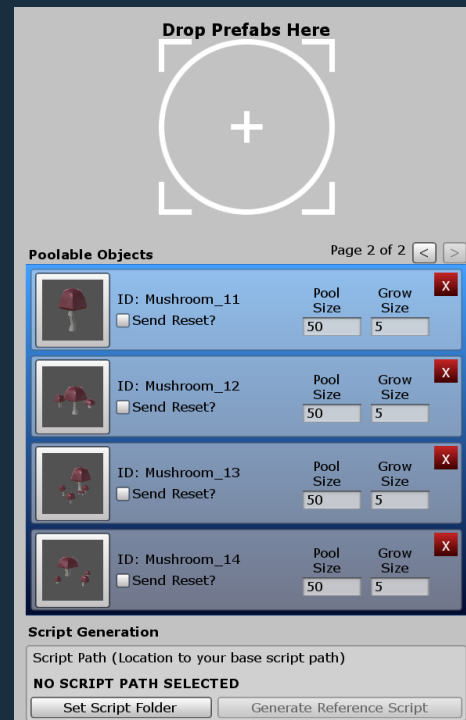 Drop Prefabs Here
Poolable Objects Page 2 of 2 < >
X
ID: Mushroom_11
Send Reset?
Pool Size
Grow Size
50 5
X
ID: Mushroom_12
Send Reset?
Pool Size
Grow Size
50 5
X
ID: Mushroom_13
Send Reset?
Pool Size
Grow Size
50 5
X
ID: Mushroom_14
Send Reset?
Pool Size
Grow Size
50 5
Script Generation
Script Path (Location to your base script path)
NO SCRIPT PATH SELECTED
Set Script Folder Generate Reference Script